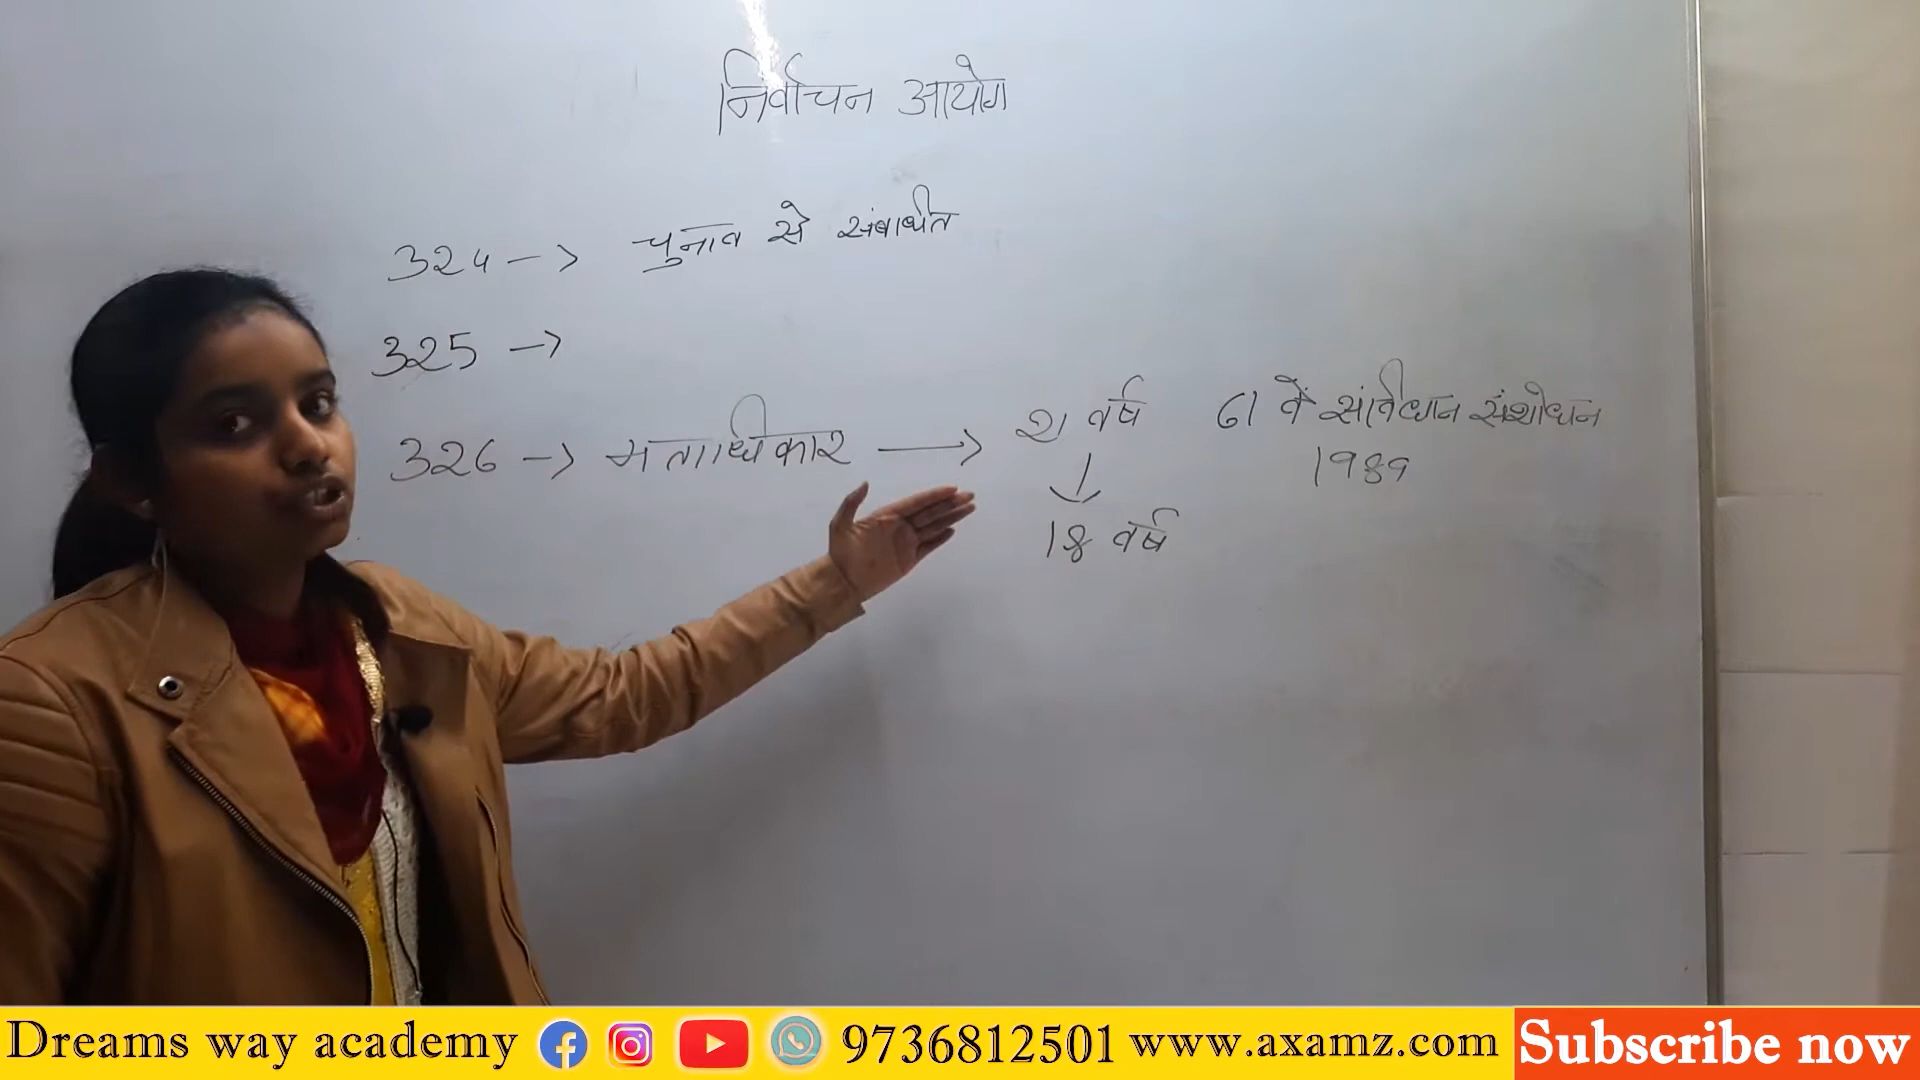 निर्वाचन आयोग
324 -> चुनाव से संबाधीत
325 ->
326 -> मताधिकार -> 21 वर्ष 61 वें संविधान संशोधन
1989
18 वर्ष
Dreams way academy 9736812501 www.axamz.com Subscribe now